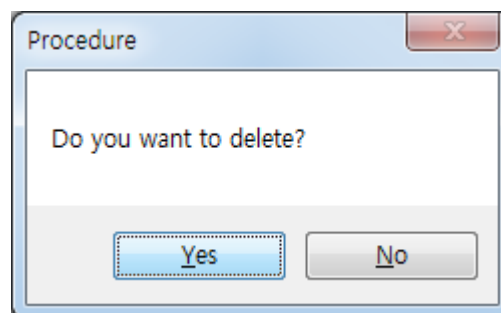 Procedure
Do you want to delete?
Yes
No